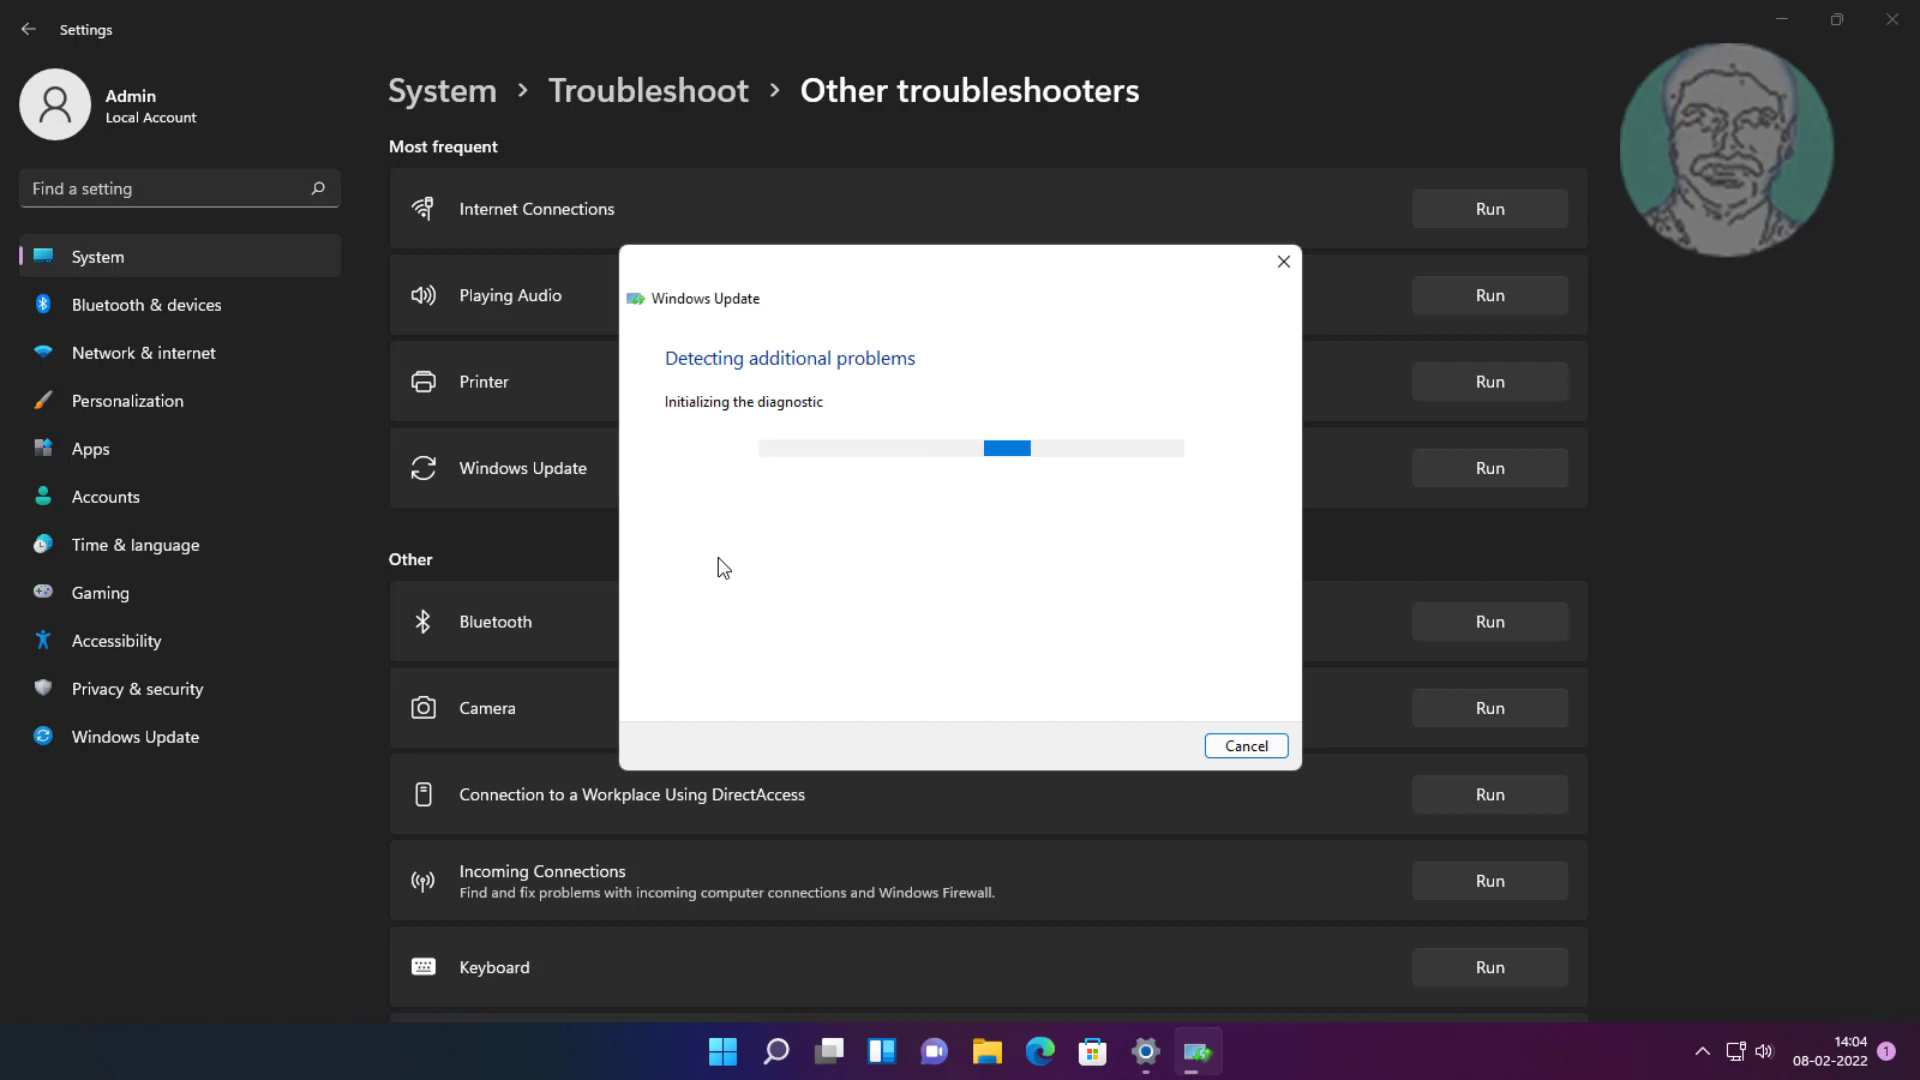 Settings
Admin
Local Account
Find a setting
System
Bluetooth & devices
Network & internet
Personalization
Apps
Accounts
Time & language
Gaming
Accessibility
Privacy & security
Windows Update
System > Troubleshoot > Other troubleshooters
Most frequent
Internet Connections Run
Playing Audio Run
Printer Run
Windows Update Run
Other
Bluetooth Run
Camera Run
Connection to a Workplace Using DirectAccess Run
Incoming Connections Run
Find and fix problems with incoming computer connections and Windows Firewall.
Keyboard Run
Windows Update
Detecting additional problems
Initializing the diagnostic
Cancel
14:04
08-02-2022
1